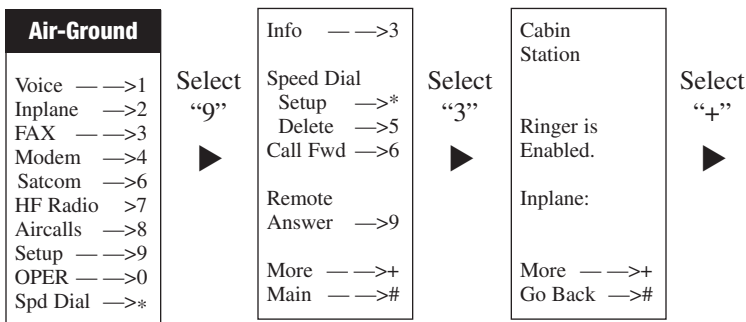 Air-Ground
Voice — —>1
Inplane —>2
FAX — —>3
Modem —>4
Satcom —>6
HF Radio >7
Aircalls —>8
Setup — —>9
OPER — —>0
Spd Dial —>*
Select
“9”
Info — —>3
Speed Dial
Setup —>*
Delete —>5
Call Fwd —>6
Remote
Answer —>9
More — —>+
Main — —>#
Select
“3”
Cabin
Station
Ringer is
Enabled.
Inplane:
More — —>+
Go Back —>#
Select
“+”